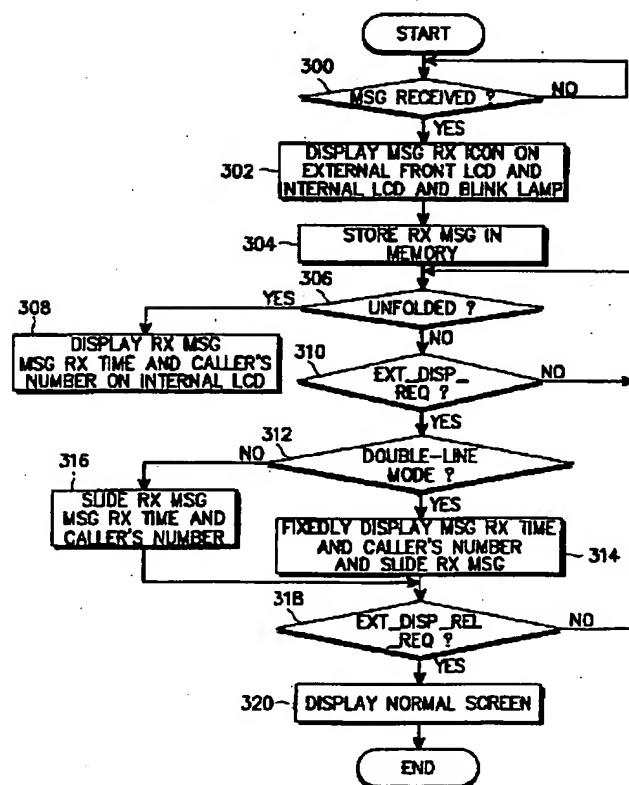 START
300
MSG RECEIVED ?
NO
YES
302
DISPLAY MSG RX ICON ON
EXTERNAL FRONT LCD AND
INTERNAL LCD AND BLINK LAMP
304
STORE RX MSG IN
MEMORY
306
YES
UNFOLDED ?
308
NO
DISPLAY RX MSG
MSG RX TIME AND CALLER'S
NUMBER ON INTERNAL LCD
310
EXT_DISP_
REQ ?
NO
YES
312
NO
DOUBLE-LINE
MODE ?
316
YES
SLIDE RX MSG
MSG RX TIME AND
CALLER'S NUMBER
FIXEDLY DISPLAY MSG RX TIME
AND CALLER'S NUMBER
AND SLIDE RX MSG
314
318
EXT_DISP_REL
_REQ ?
NO
YES
320
DISPLAY NORMAL SCREEN
END